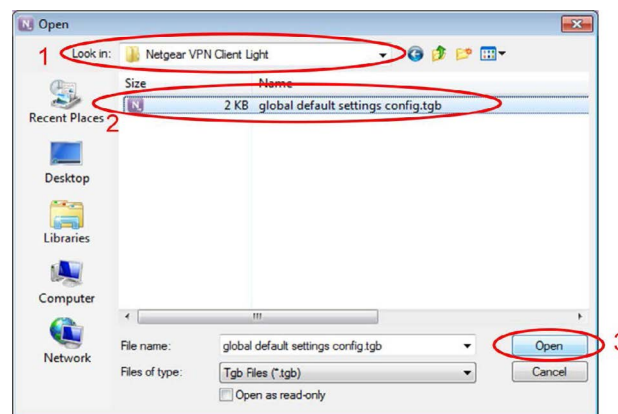 Open
1 Look in: Netgear VPN Client Light
Size Name
2 2 KB global default settings config.tgb
Recent Places
Desktop
Libraries
Computer
Network
File name: global default settings config.tgb Open 3
Files of type: Tgb Files (*.tgb) Cancel
Open as read-only